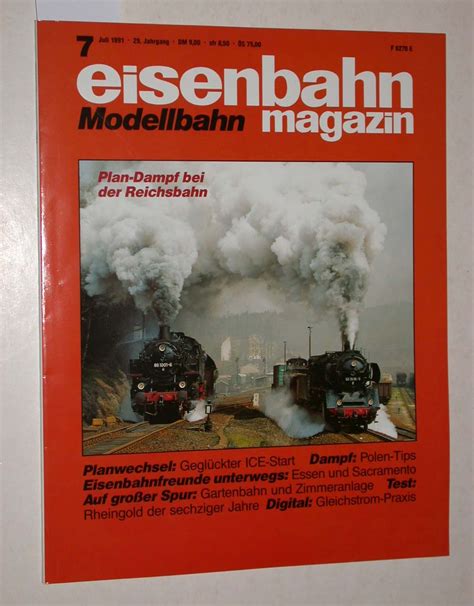 7 Juli 1991 · 29. Jahrgang · DM 9,00 · sfr 8,50 · ÖS 75,00
F 6278 E
eisenbahn
Modellbahn magazin
Plan-Dampf bei
der Reichsbahn
Planwechsel: Geglückter ICE-Start Dampf: Polen-Tips
Eisenbahnfreunde unterwegs: Essen und Sacramento
Auf großer Spur: Gartenbahn und Zimmeranlage Test:
Rheingold der sechziger Jahre Digital: Gleichstrom-Praxis